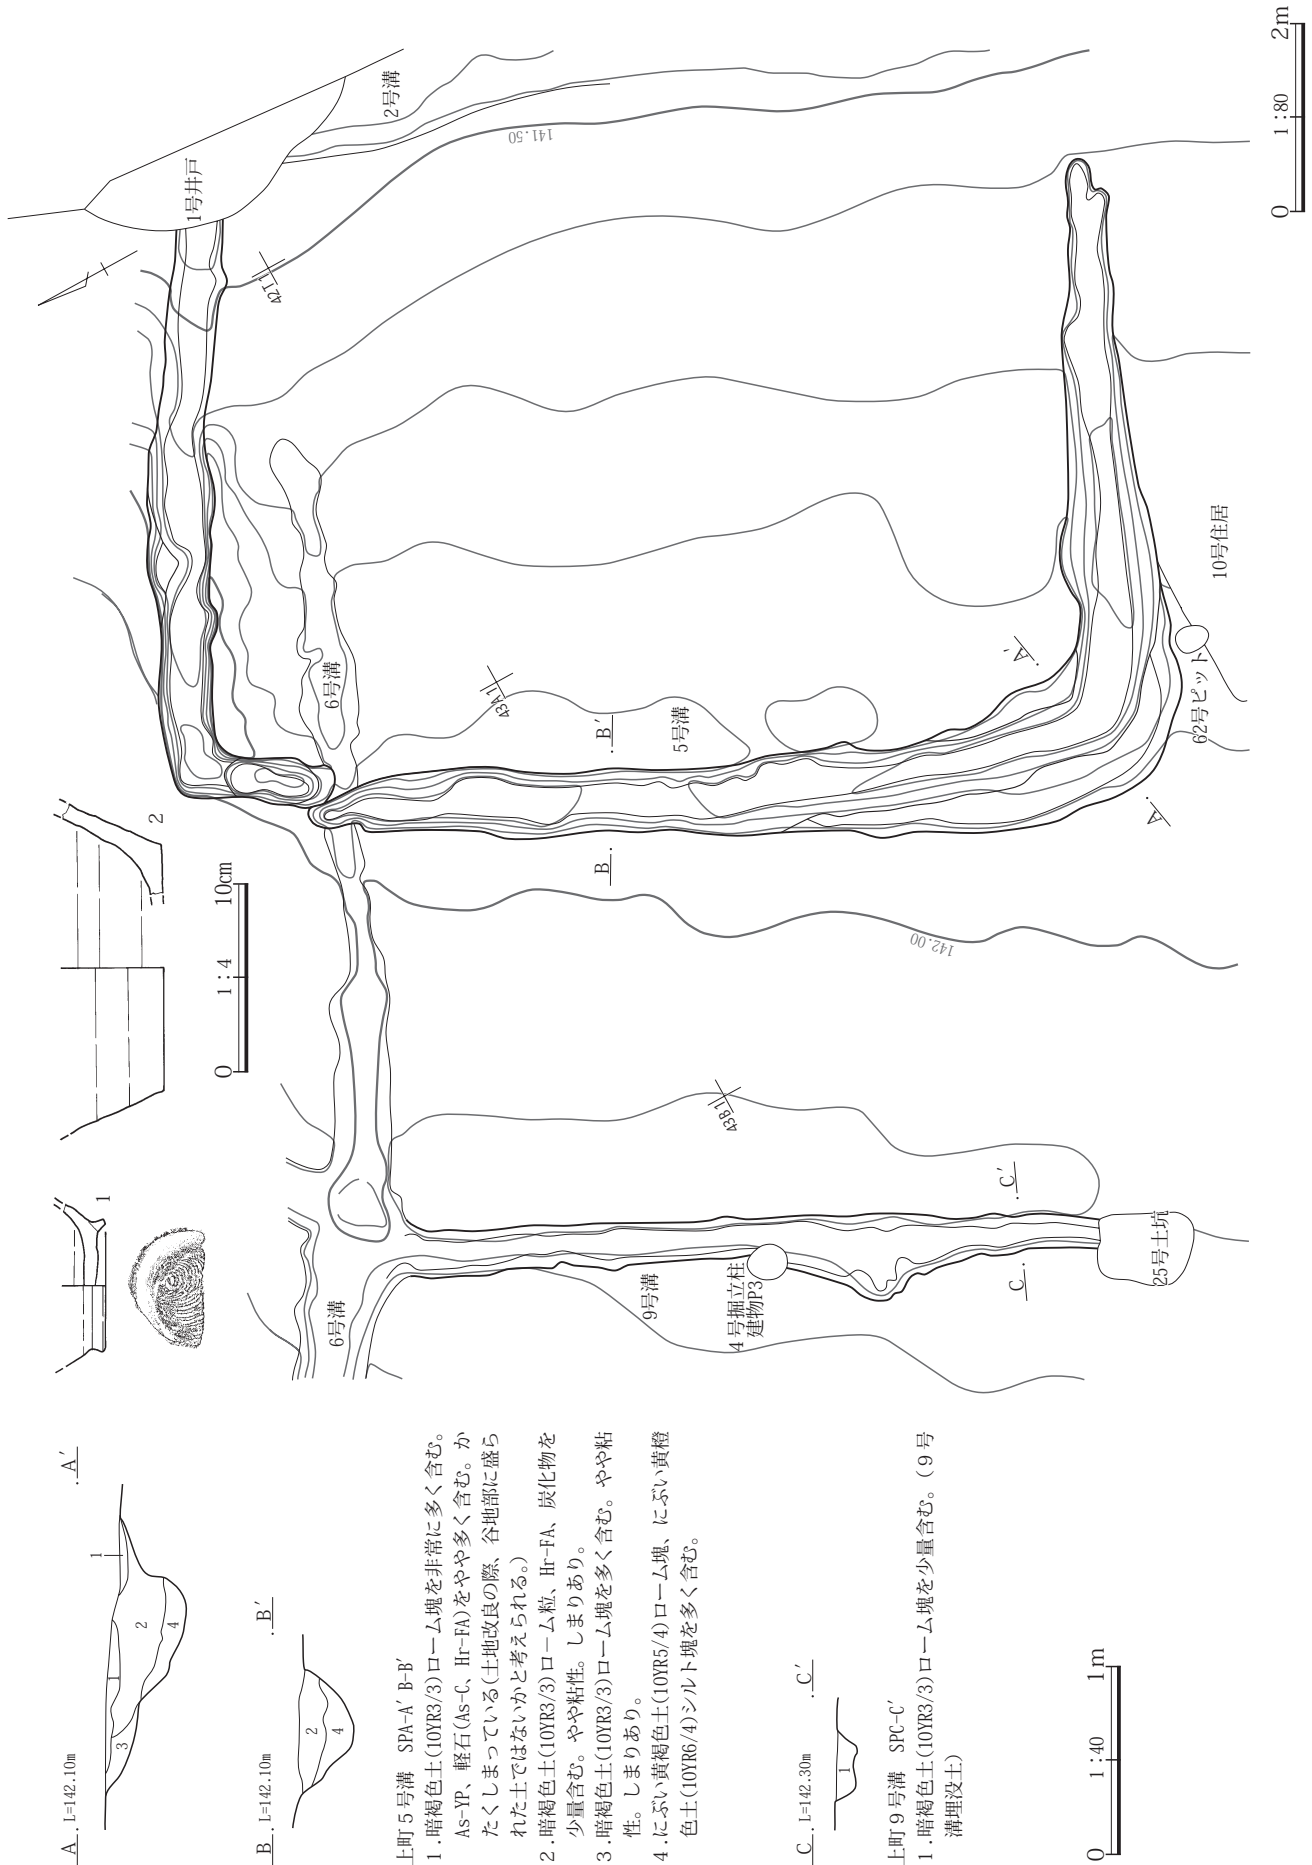 A . L=142.10m . A′
1
1
2
3
4
B . L=142.10m . B′
2
4
上町５号溝　SPA-A′ B-B′
１.暗褐色土(10YR3/3)ローム塊を非常に多く含む。
As-YP、軽石(As-C、Hr-FA)をやや多く含む。か
たくしまっている(土地改良の際、谷地部に盛ら
れた土ではないかと考えられる。)
２.暗褐色土(10YR3/3)ローム粒、Hr-FA、炭化物を
少量含む。やや粘性。しまりあり。
３.暗褐色土(10YR3/3)ローム塊を多く含む。やや粘
性。しまりあり。
４.にぶい黄褐色土(10YR5/4)ローム塊、にぶい黄橙
色土(10YR6/4)シルト塊を多く含む。
C . L=142.30m . C′
1
上町９号溝　SPC-C′
１.暗褐色土(10YR3/3)ローム塊を少量含む。(９号
溝埋没土)
0 1:40 1m
1
2
0 1:4 10cm
1号井戸
2号溝
42T1
141.50
6号溝
43A1
. B′
5号溝
. A′
10号住居
62号ピット
A .
B .
142.00
43B1
. C′
6号溝
9号溝
４号掘立柱
建物P3
C .
25号土坑
0 1:80 2m